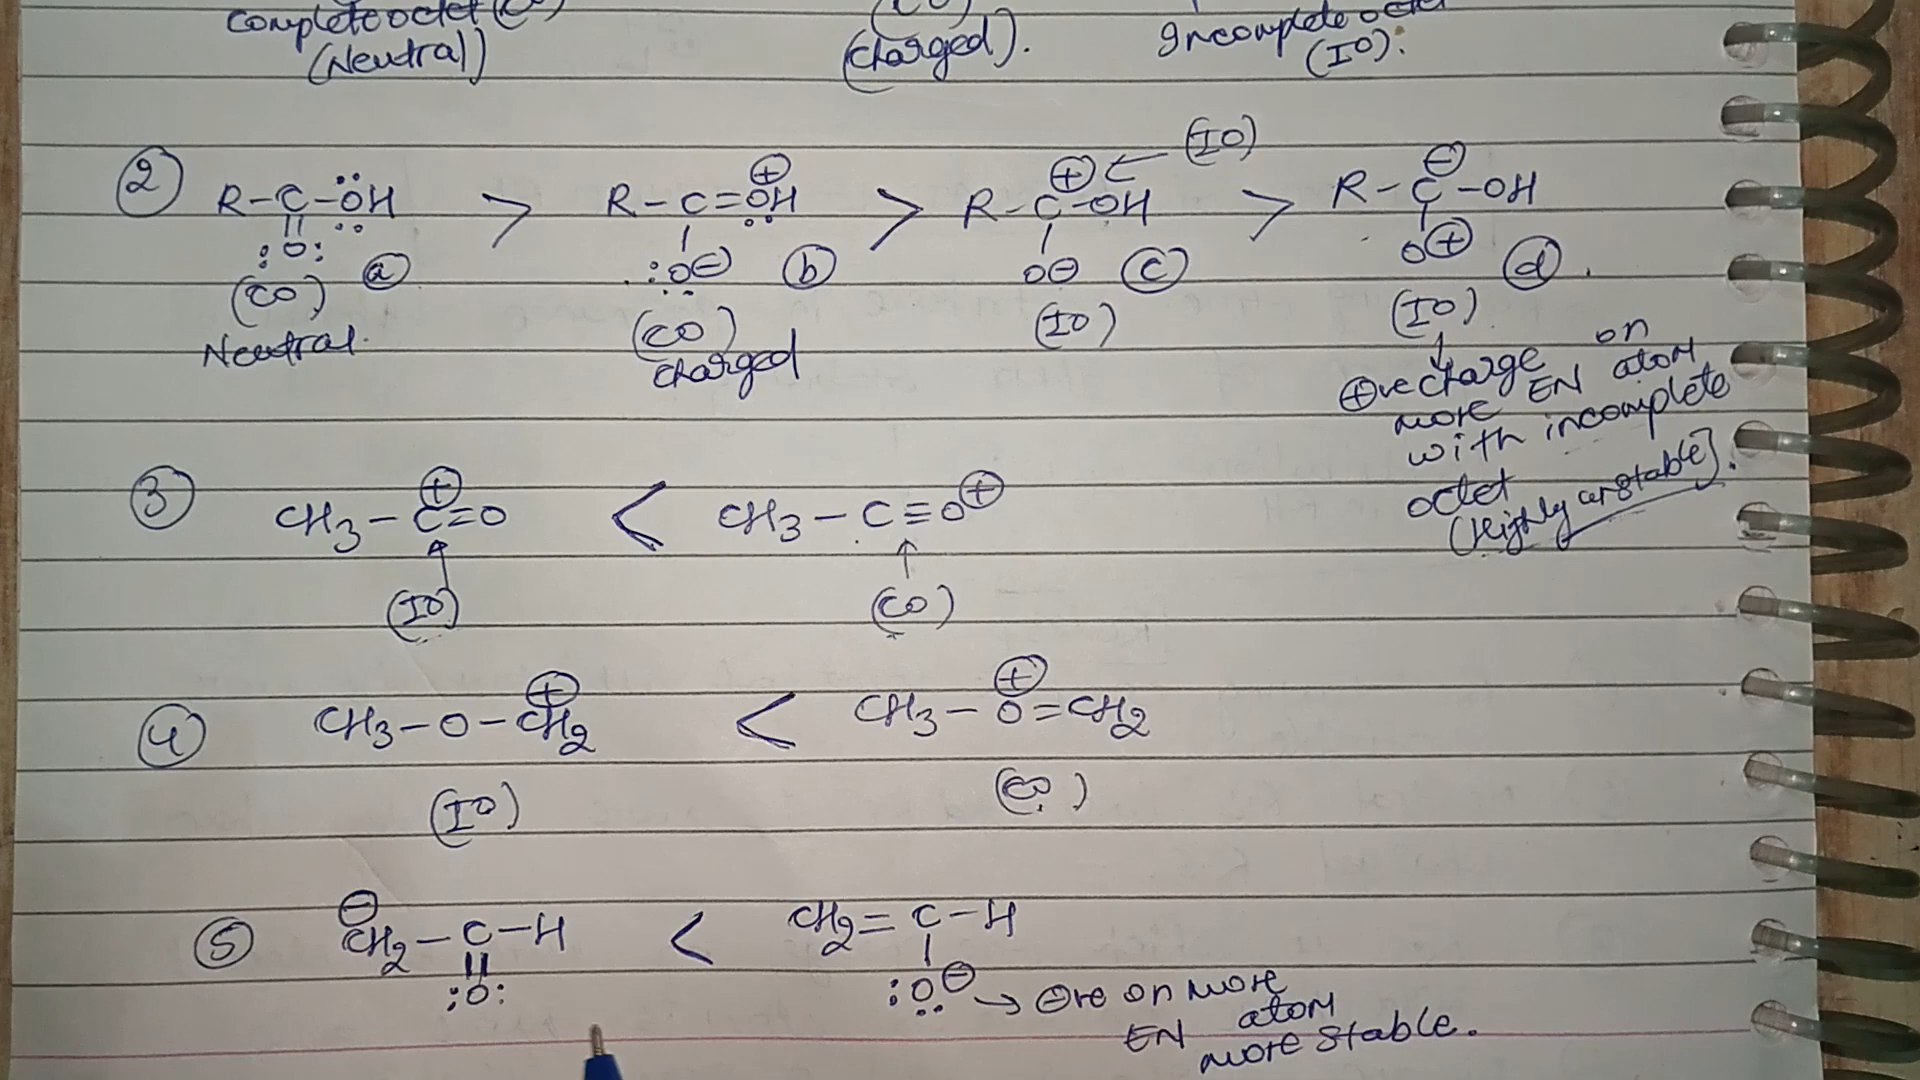 Complete octet (CO)
(Neutral)
(CO)
(charged).
Incomplete octet
(IO).
② R-C-ÖH > R-C=OH > R-C-OH > R-C-OH
⊕
⊕ ← (IO)
⊖
:O: ⓐ
:O⊖ ⓑ
O⊖ ⓒ
O⊕ ⓓ.
(CO)
Neutral.
(CO)
charged
(IO)
(IO)
⊕ve charge on
more EN atom
with incomplete
octet
(Highly unstable).
③ CH3-C=O < CH3-C≡O⊕
⊕
(IO)
(CO)
④ CH3-O-CH2 < CH3-O=CH2
⊕
⊕
(IO)
(CO)
⑤ CH2-C-H < CH2=C-H
⊖
:O:
:O⊖ → ⊖ve on more
EN atom
more stable.